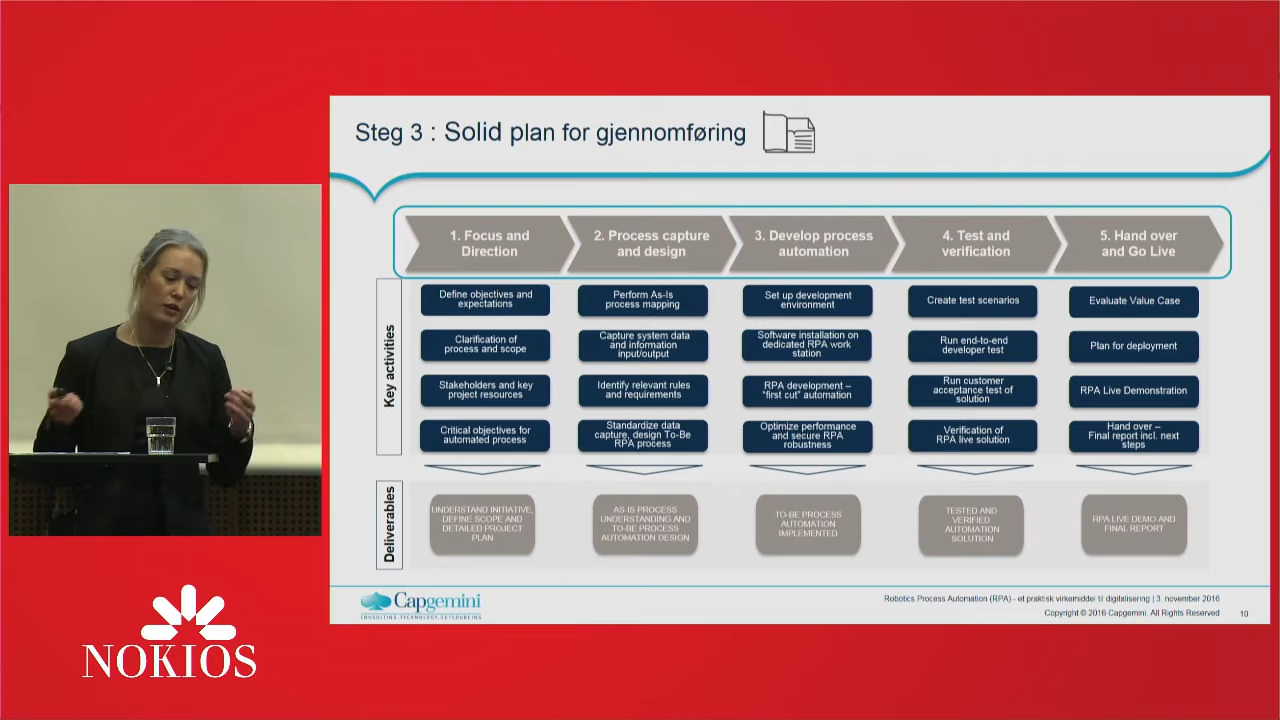 Steg 3 : Solid plan for gjennomføring
1. Focus and
Direction
2. Process capture
and design
3. Develop process
automation
4. Test and
verification
5. Hand over
and Go Live
Key activities
Define objectives and
expectations
Clarification of
process and scope
Stakeholders and key
project resources
Critical objectives for
automated process
Perform As-Is
process mapping
Capture system data
and information
input/output
Identify relevant rules
and requirements
Standardize data
capture, design To-Be
RPA process
Set up development
environment
Software installation on
dedicated RPA work
station
RPA development –
“first cut” automation
Optimize performance
and secure RPA
robustness
Create test scenarios
Run end-to-end
developer test
Run customer
acceptance test of
solution
Verification of
RPA live solution
Evaluate Value Case
Plan for deployment
RPA Live Demonstration
Hand over –
Final report incl. next
steps
Deliverables
UNDERSTAND INITIATIVE,
DEFINE SCOPE AND
DETAILED PROJECT
PLAN
AS-IS PROCESS
UNDERSTANDING AND
TO-BE PROCESS
AUTOMATION DESIGN
TO-BE PROCESS
AUTOMATION
IMPLEMENTED
TESTED AND
VERIFIED
AUTOMATION
SOLUTION
RPA LIVE DEMO AND
FINAL REPORT
Capgemini
CONSULTING.TECHNOLOGY.OUTSOURCING
Robotics Process Automation (RPA) - et praktisk virkemiddel til digitalisering | 3. november 2016
Copyright © 2016 Capgemini. All Rights Reserved
10
NOKIOS